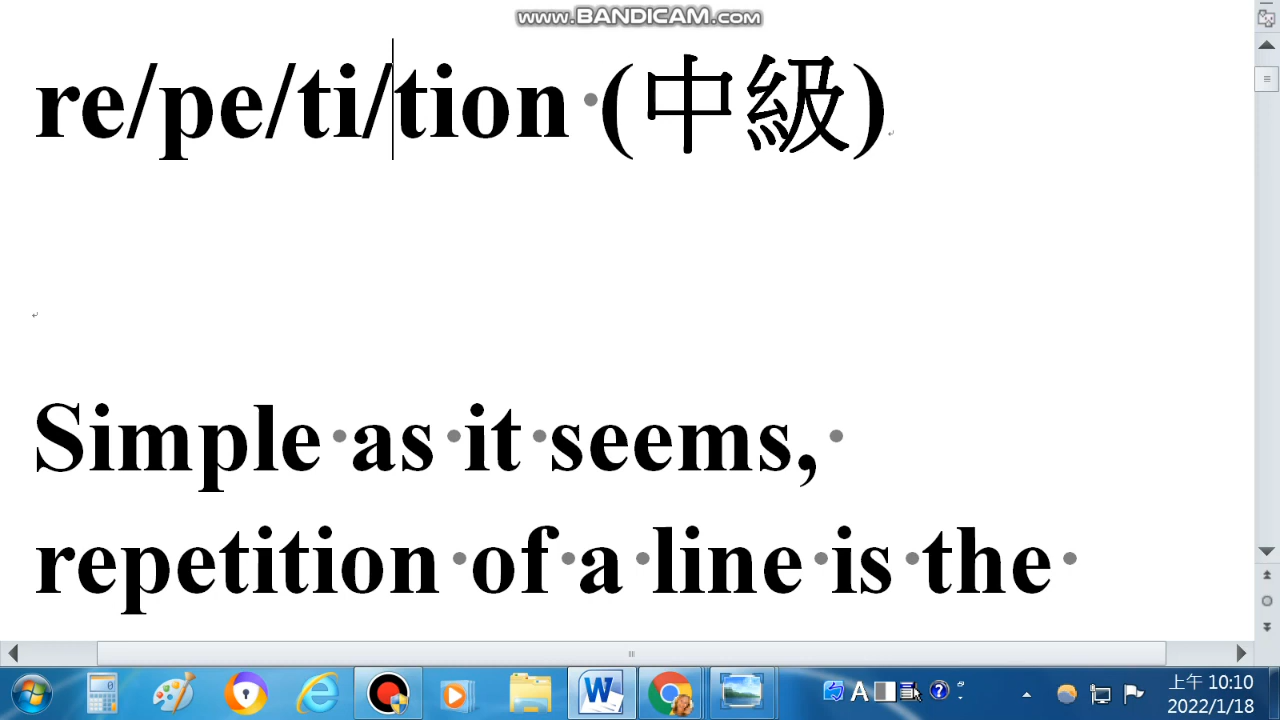 www.BANDICAM.com
re/pe/ti/tion (中級)
Simple as it seems,
repetition of a line is the
上午 10:10
2022/1/18